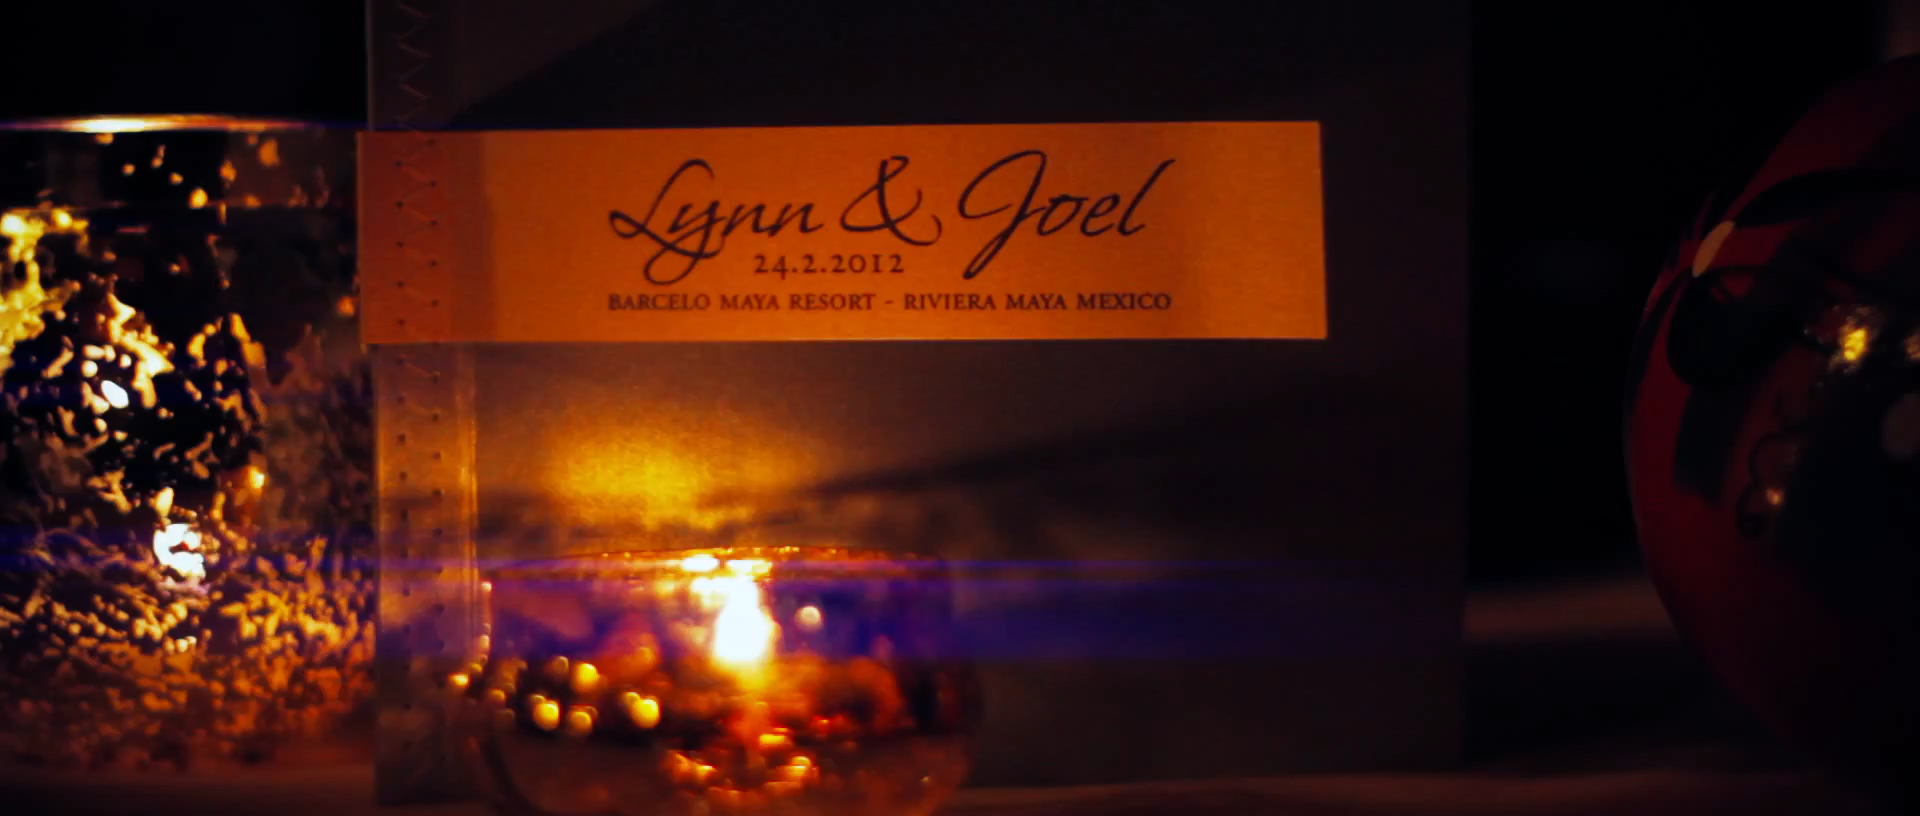 Lynn & Joel
24.2.2012
BARCELO MAYA RESORT - RIVIERA MAYA MEXICO